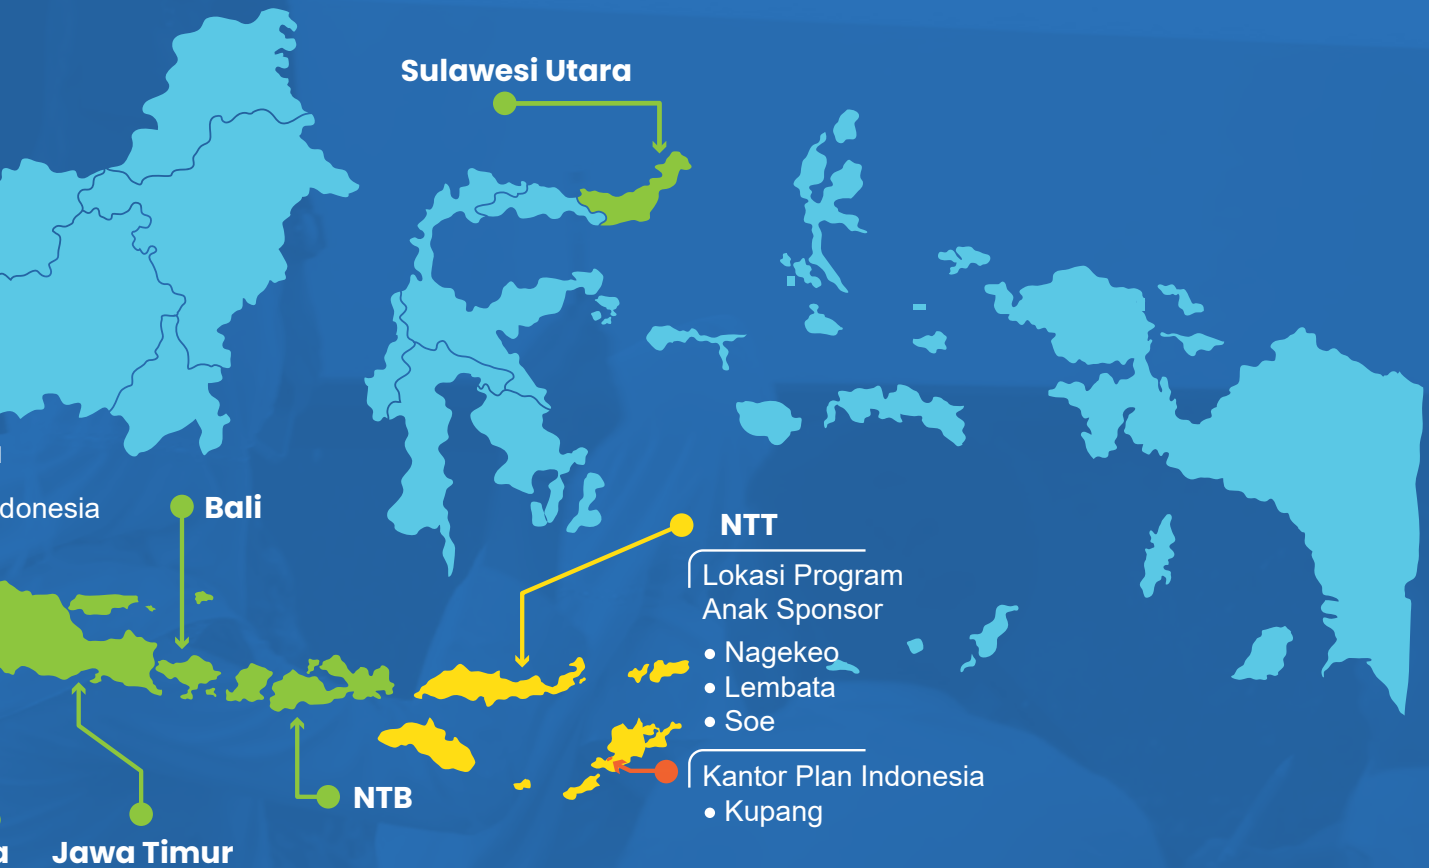 Sulawesi Utara
donesia
Bali
NTT
Lokasi Program
Anak Sponsor
• Nagekeo
• Lembata
• Soe
Kantor Plan Indonesia
• Kupang
NTB
a
Jawa Timur